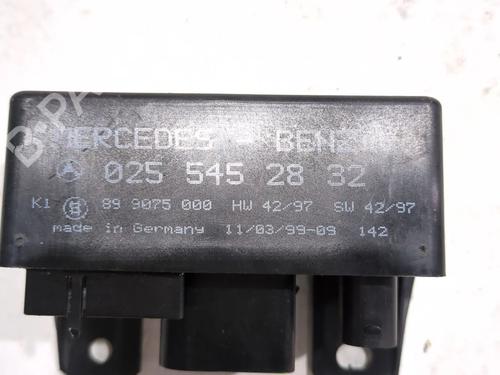 MERCEDES - BENZ
025 545 28 32
K1 89 9075 000 HW 42/97 SW 42/97
made in Germany 11/03/99-09 142